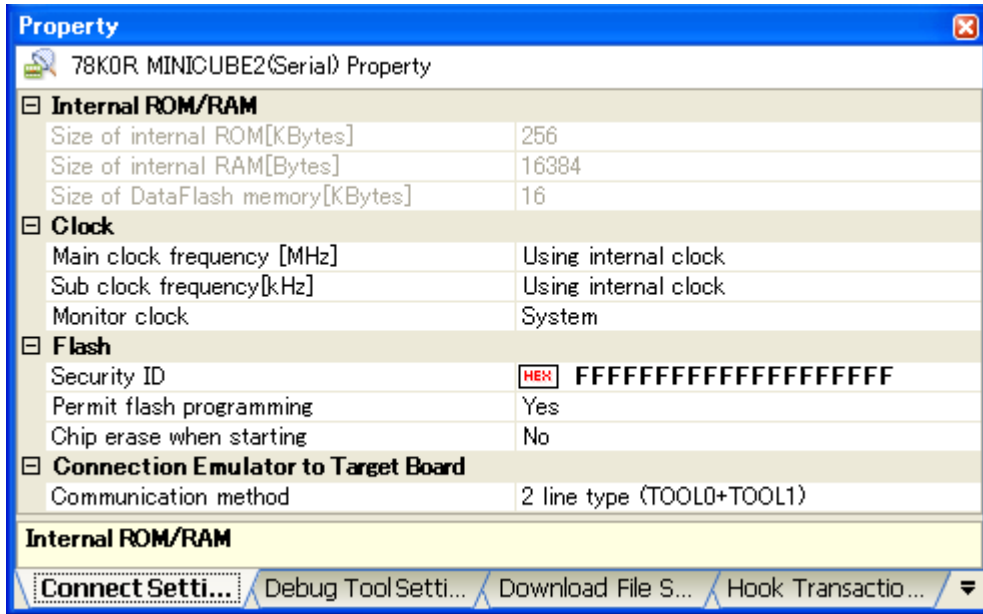 Property
78K0R MINICUBE2(Serial) Property
Internal ROM/RAM
Size of internal ROM[KBytes] 256
Size of internal RAM[Bytes] 16384
Size of DataFlash memory[KBytes] 16
Clock
Main clock frequency [MHz] Using internal clock
Sub clock frequency[kHz] Using internal clock
Monitor clock System
Flash
Security ID HEX FFFFFFFFFFFFFFFFFFFF
Permit flash programming Yes
Chip erase when starting No
Connection Emulator to Target Board
Communication method 2 line type (TOOL0+TOOL1)
Internal ROM/RAM
Connect Setti... Debug Tool Setti... Download File S... Hook Transactio...